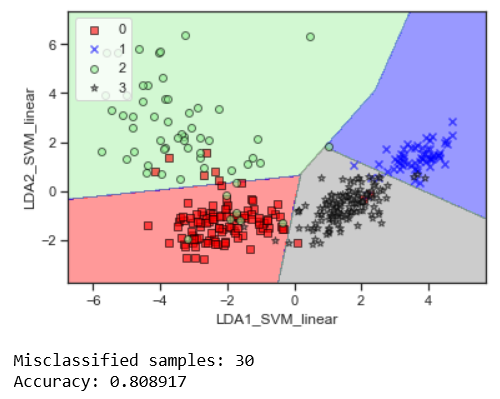 0
1
2
3
6
4
2
0
−2
LDA2_SVM_linear
−6 −4 −2 0 2 4
LDA1_SVM_linear
Misclassified samples: 30
Accuracy: 0.808917